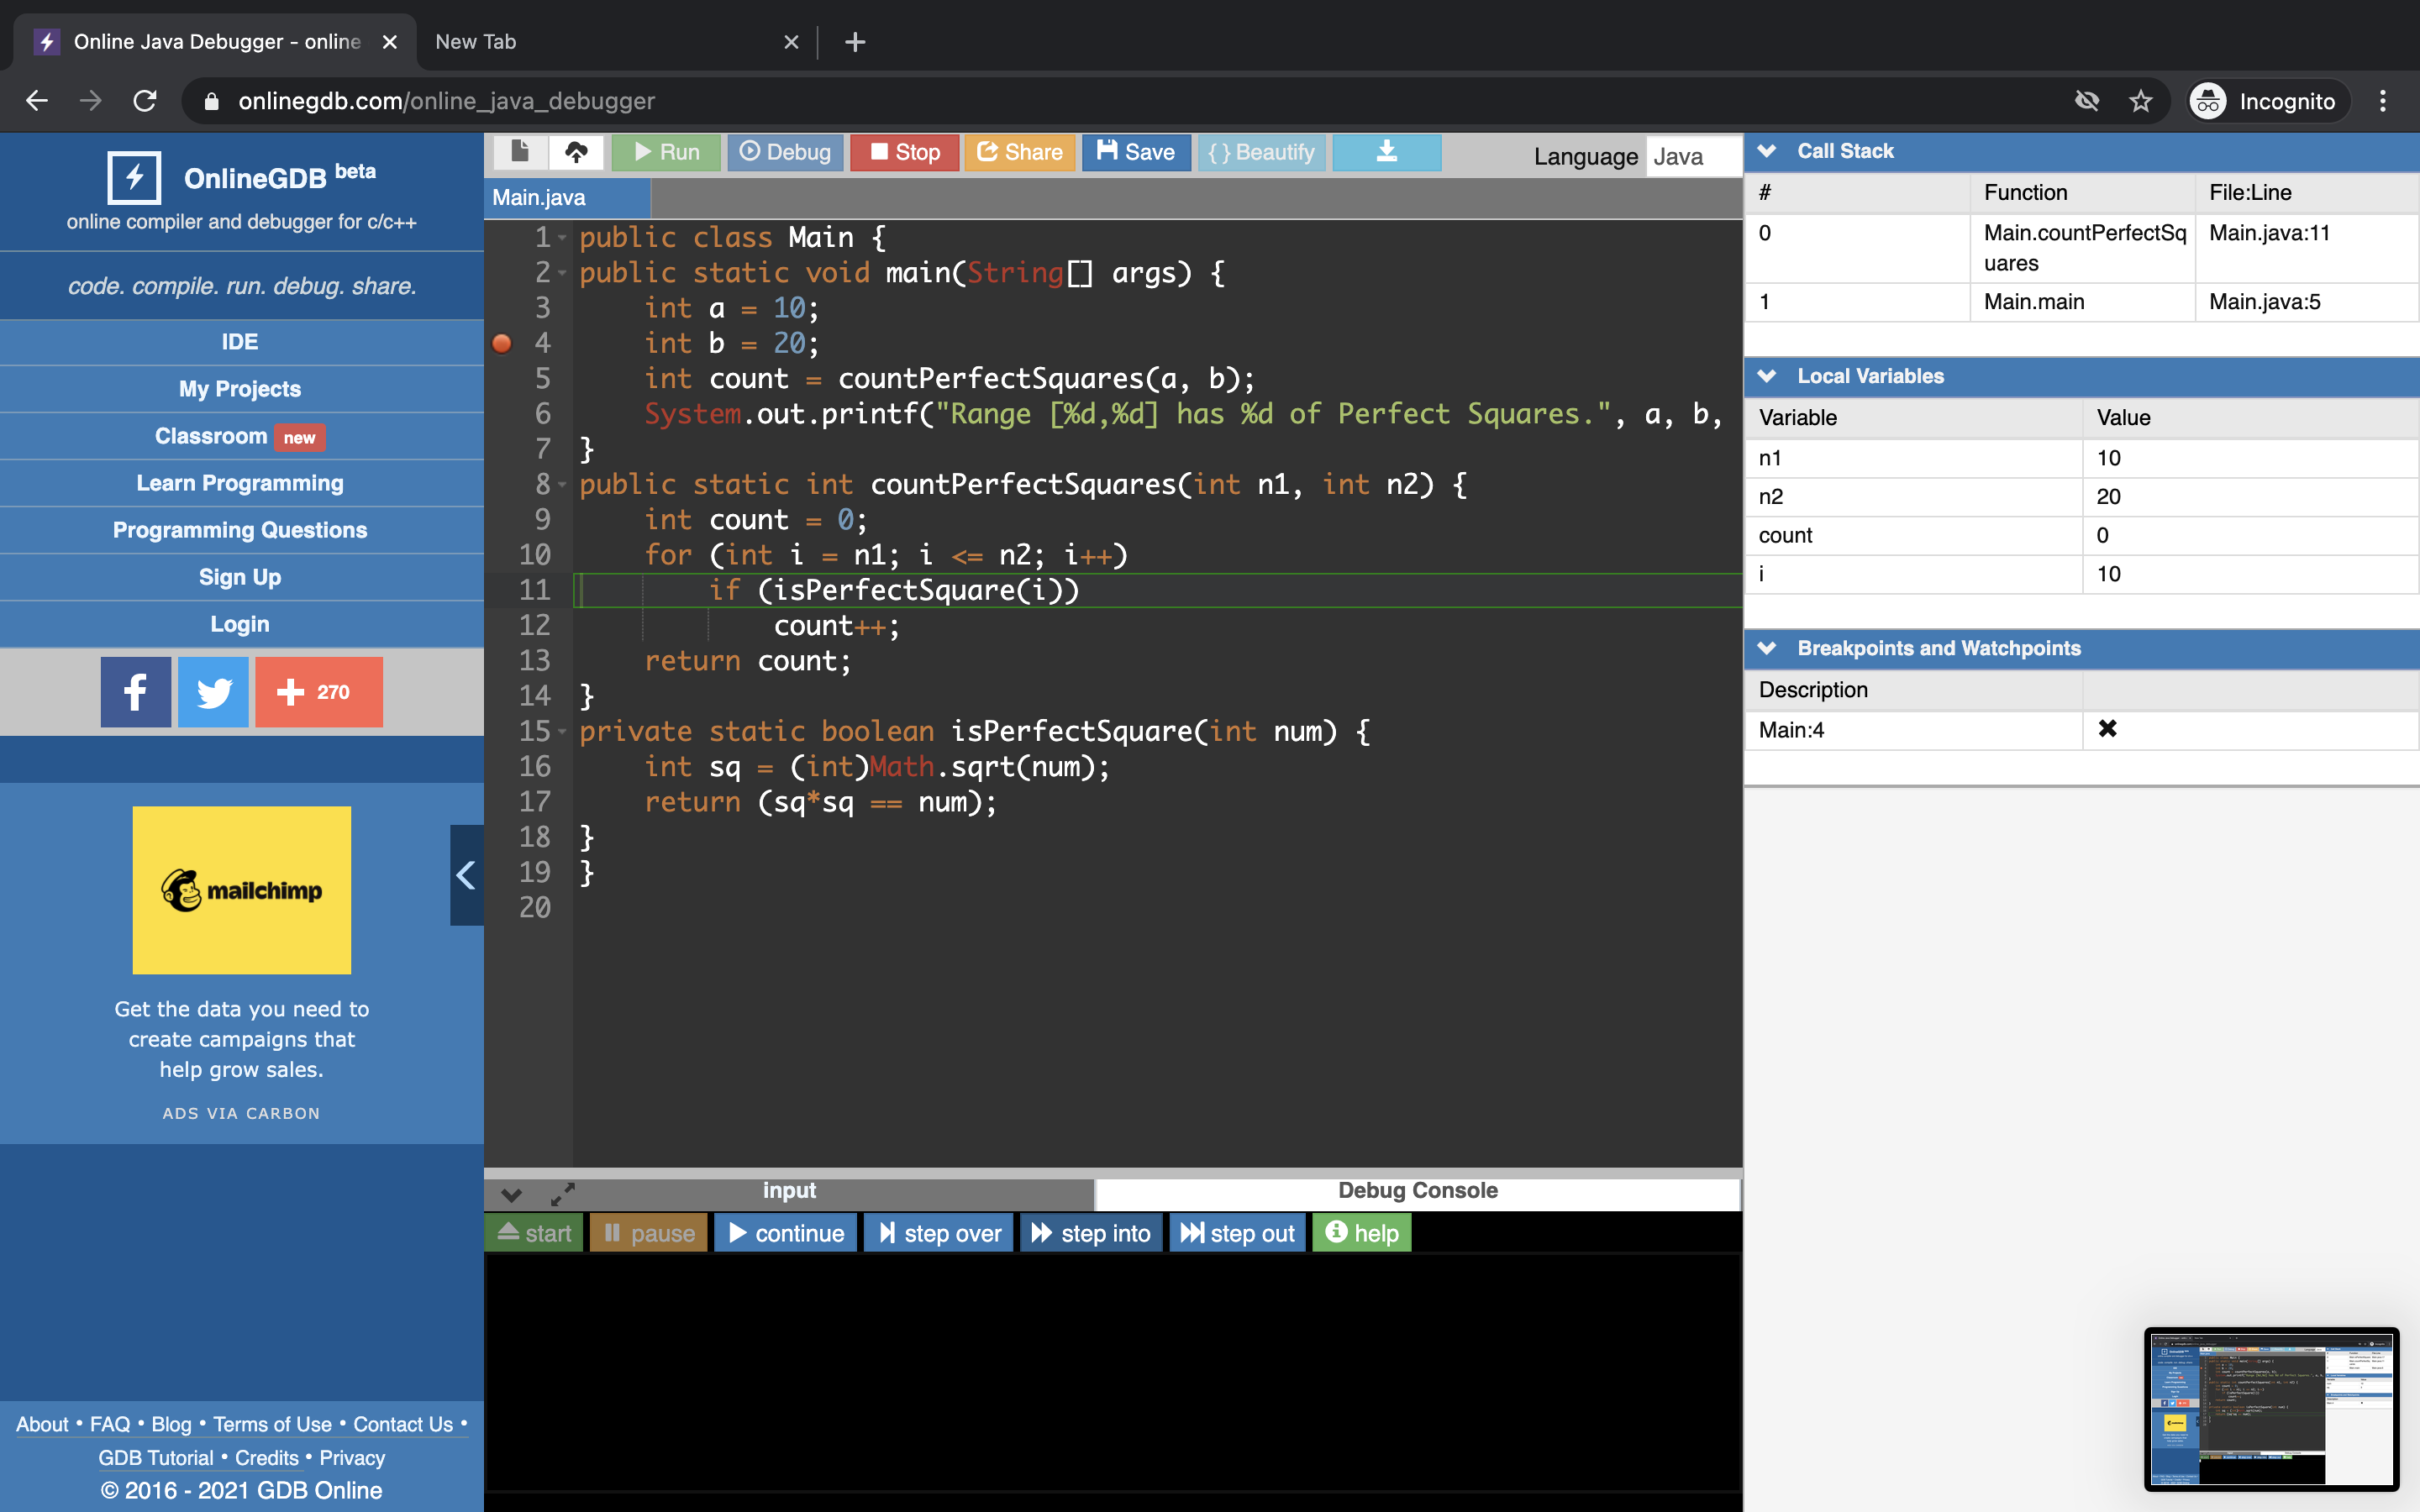 Online Java Debugger - online
New Tab
onlinegdb.com/online_java_debugger
Incognito
OnlineGDB beta
online compiler and debugger for c/c++
code. compile. run. debug. share.
IDE
My Projects
Classroom new
Learn Programming
Programming Questions
Sign Up
Login
270
mailchimp
Get the data you need to
create campaigns that
help grow sales.
ADS VIA CARBON
About • FAQ • Blog • Terms of Use • Contact Us •
GDB Tutorial • Credits • Privacy
© 2016 - 2021 GDB Online
Run Debug Stop Share Save {} Beautify Language Java
Main.java
1 public class Main {
2 public static void main(String[] args) {
3 int a = 10;
4 int b = 20;
5 int count = countPerfectSquares(a, b);
6 System.out.printf("Range [%d,%d] has %d of Perfect Squares.", a, b,
7 }
8 public static int countPerfectSquares(int n1, int n2) {
9 int count = 0;
10 for (int i = n1; i <= n2; i++)
11 if (isPerfectSquare(i))
12 count++;
13 return count;
14 }
15 private static boolean isPerfectSquare(int num) {
16 int sq = (int)Math.sqrt(num);
17 return (sq*sq == num);
18 }
19 }
20
input Debug Console
start pause continue step over step into step out help
Call Stack
# Function File:Line
0 Main.countPerfectSq Main.java:11
uares
1 Main.main Main.java:5
Local Variables
Variable Value
n1 10
n2 20
count 0
i 10
Breakpoints and Watchpoints
Description
Main:4